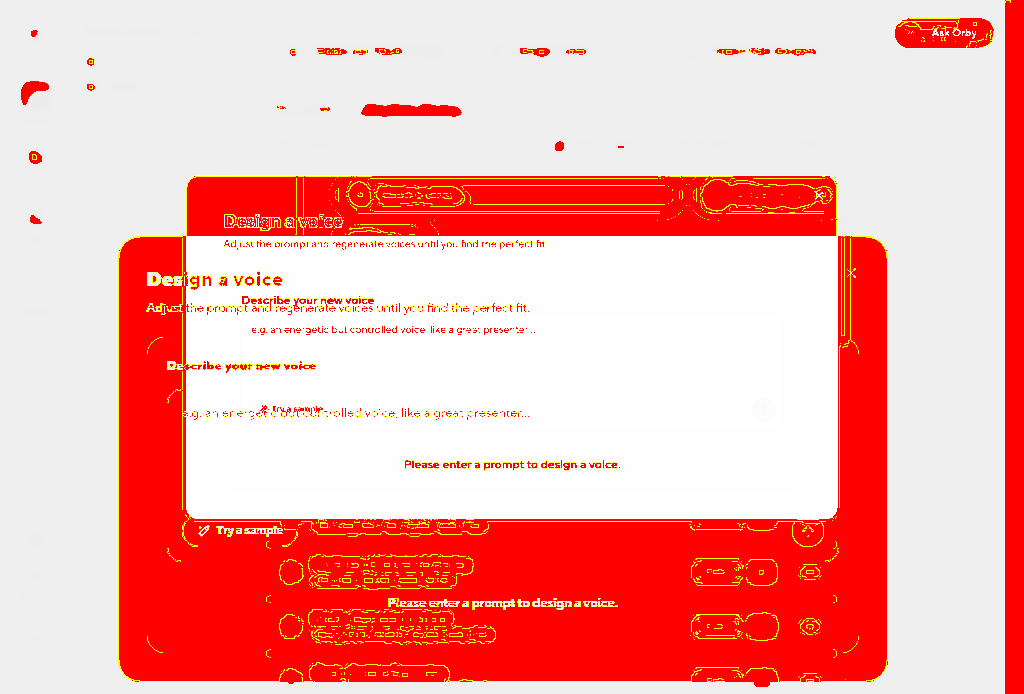 Ask Orby
Design a voice
Adjust the prompt and regenerate voices until you find the perfect fit
Design a voice
Describe your new voice
Adjust the prompt and regenerate voices until you find the perfect fit.
e.g. an energetic but controlled voice, like a great presenter...
Describe your new voice
Try a sample
e.g. an energetic but controlled voice, like a great presenter...
Please enter a prompt to design a voice.
Try a sample
Please enter a prompt to design a voice.